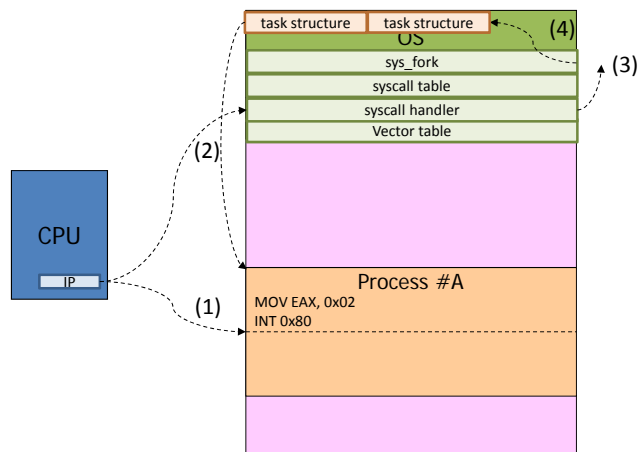 task structure task structure
(4)
OS
sys_fork
(3)
syscall table
syscall handler
Vector table
(2)
CPU
IP
Process #A
MOV EAX, 0x02
(1)
INT 0x80